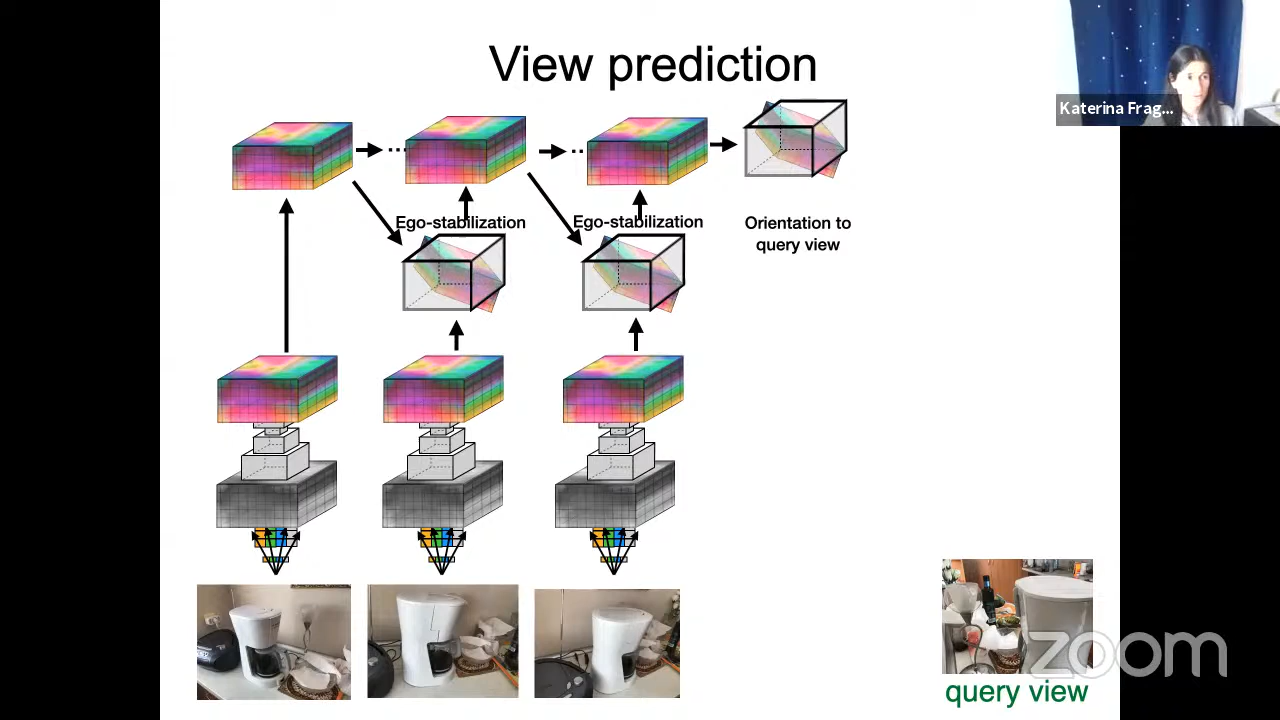 View prediction
Katerina Frag...
Ego-stabilization
Ego-stabilization
Orientation to
query view
zoom
query view